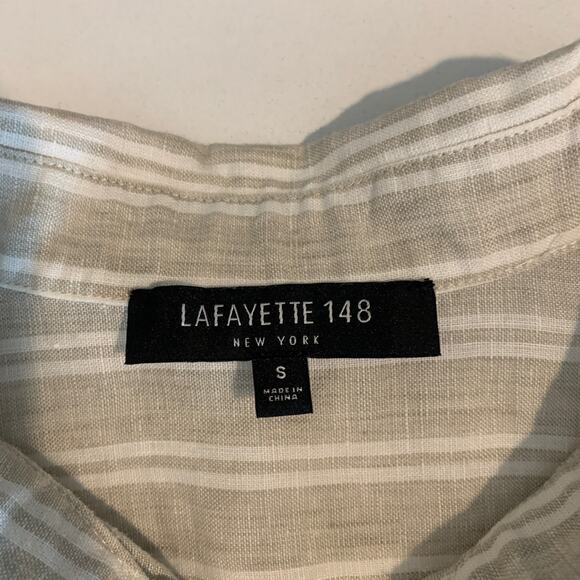 LAFAYETTE 148
NEW YORK
S
MADE IN
CHINA